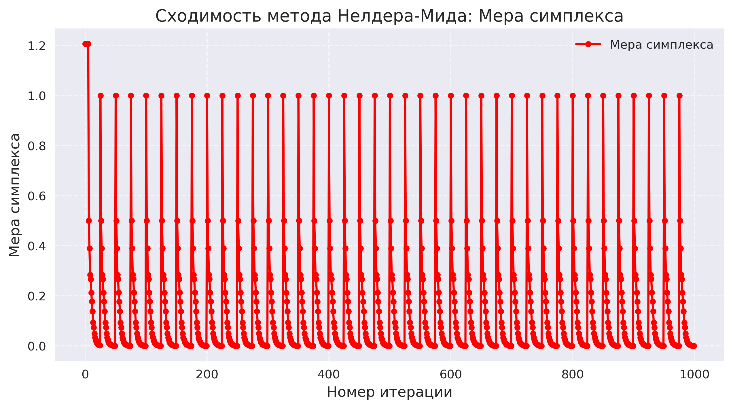 Сходимость метода Нелдера-Мида: Мера симплекса
Мера симплекса
1.2
1.0
0.8
0.6
0.4
0.2
0.0
Мера симплекса
0 200 400 600 800 1000
Номер итерации